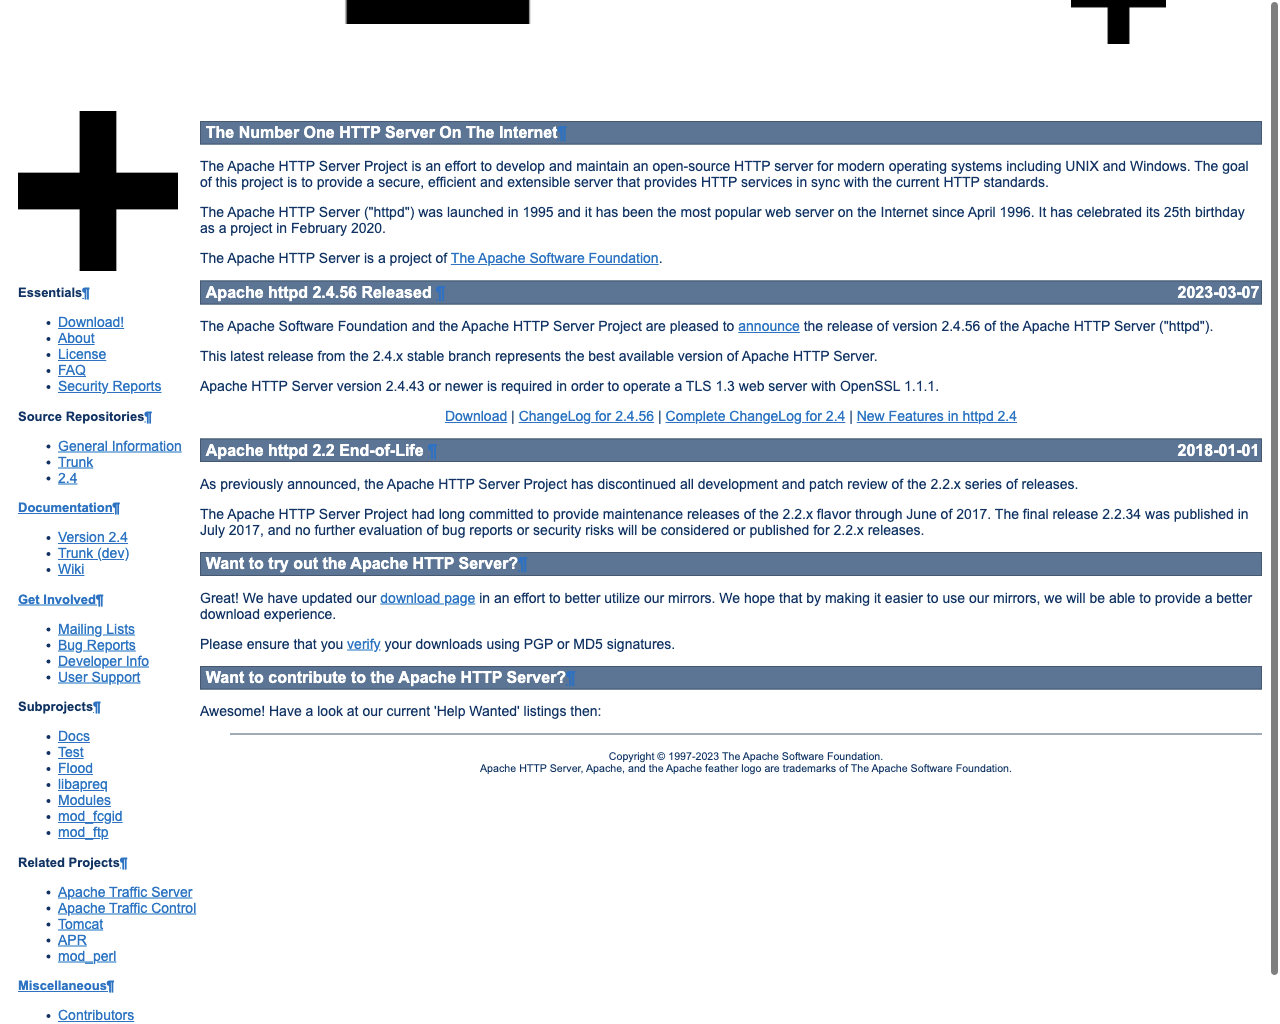 Essentials¶
• Download!
• About
• License
• FAQ
• Security Reports
Source Repositories¶
• General Information
• Trunk
• 2.4
Documentation¶
• Version 2.4
• Trunk (dev)
• Wiki
Get Involved¶
• Mailing Lists
• Bug Reports
• Developer Info
• User Support
Subprojects¶
• Docs
• Test
• Flood
• libapreq
• Modules
• mod_fcgid
• mod_ftp
Related Projects¶
• Apache Traffic Server
• Apache Traffic Control
• Tomcat
• APR
• mod_perl
Miscellaneous¶
• Contributors
The Number One HTTP Server On The Internet¶
The Apache HTTP Server Project is an effort to develop and maintain an open-source HTTP server for modern operating systems including UNIX and Windows. The goal
of this project is to provide a secure, efficient and extensible server that provides HTTP services in sync with the current HTTP standards.
The Apache HTTP Server ("httpd") was launched in 1995 and it has been the most popular web server on the Internet since April 1996. It has celebrated its 25th birthday
as a project in February 2020.
The Apache HTTP Server is a project of The Apache Software Foundation.
Apache httpd 2.4.56 Released ¶ 2023-03-07
The Apache Software Foundation and the Apache HTTP Server Project are pleased to announce the release of version 2.4.56 of the Apache HTTP Server ("httpd").
This latest release from the 2.4.x stable branch represents the best available version of Apache HTTP Server.
Apache HTTP Server version 2.4.43 or newer is required in order to operate a TLS 1.3 web server with OpenSSL 1.1.1.
Download | ChangeLog for 2.4.56 | Complete ChangeLog for 2.4 | New Features in httpd 2.4
Apache httpd 2.2 End-of-Life ¶ 2018-01-01
As previously announced, the Apache HTTP Server Project has discontinued all development and patch review of the 2.2.x series of releases.
The Apache HTTP Server Project had long committed to provide maintenance releases of the 2.2.x flavor through June of 2017. The final release 2.2.34 was published in
July 2017, and no further evaluation of bug reports or security risks will be considered or published for 2.2.x releases.
Want to try out the Apache HTTP Server?¶
Great! We have updated our download page in an effort to better utilize our mirrors. We hope that by making it easier to use our mirrors, we will be able to provide a better
download experience.
Please ensure that you verify your downloads using PGP or MD5 signatures.
Want to contribute to the Apache HTTP Server?¶
Awesome! Have a look at our current 'Help Wanted' listings then:
Copyright © 1997-2023 The Apache Software Foundation.
Apache HTTP Server, Apache, and the Apache feather logo are trademarks of The Apache Software Foundation.